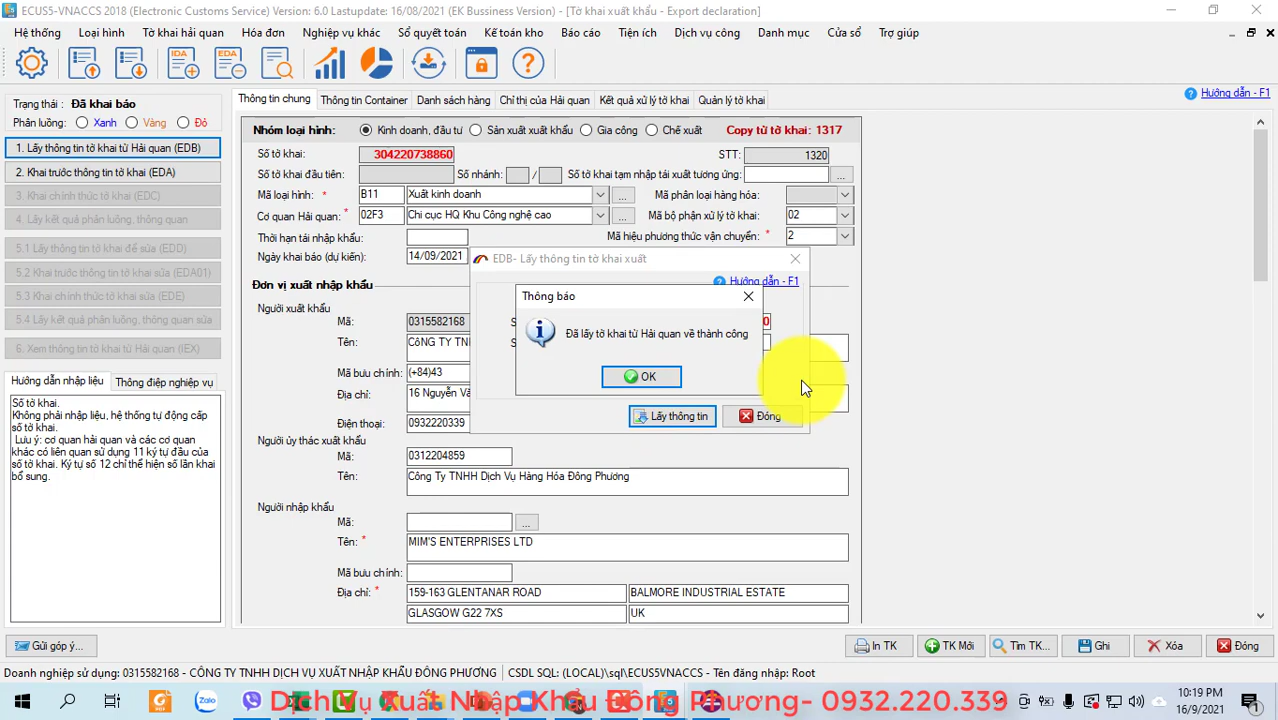 ECUS5-VNACCS 2018 (Electronic Customs Service) Version: 6.0 Lastupdate: 16/08/2021 (EK Bussiness Version) - [Tờ khai xuất khẩu - Export declaration]
Hệ thống Loại hình Tờ khai hải quan Hóa đơn Nghiệp vụ khác Sổ quyết toán Kế toán kho Báo cáo Tiện ích Dịch vụ công Danh mục Cửa sổ Trợ giúp
IDA EDA
Trạng thái : Đã khai báo
Phân luồng: Xanh Vàng Đỏ
1. Lấy thông tin tờ khai từ Hải quan (EDB)
2. Khai trước thông tin tờ khai (EDA)
3. Khai chính thức tờ khai (EDC)
4. Lấy kết quả phân luồng, thông quan
5.1 Lấy thông tin tờ khai để sửa (EDD)
5.2 Khai trước thông tin tờ khai sửa (EDA01)
5.3 Khai chính thức tờ khai sửa (EDE)
5.4 Lấy kết quả phân luồng, thông quan sửa
6. Xem thông tin tờ khai từ Hải quan (IEX)
Hướng dẫn nhập liệu Thông điệp nghiệp vụ
Số tờ khai.
Không phải nhập liệu, hệ thống tự động cấp
số tờ khai.
Lưu ý: cơ quan hải quan và các cơ quan
khác có liên quan sử dụng 11 ký tự đầu của
số tờ khai. Ký tự số 12 chỉ thể hiện số lần khai
bổ sung.
Thông tin chung Thông tin Container Danh sách hàng Chỉ thị của Hải quan Kết quả xử lý tờ khai Quản lý tờ khai Hướng dẫn - F1
Nhóm loại hình: Kinh doanh, đầu tư Sản xuất xuất khẩu Gia công Chế xuất Copy từ tờ khai: 1317
Số tờ khai: 304220738860 STT: 1320
Số tờ khai đầu tiên: Số nhánh: / Số tờ khai tạm nhập tái xuất tương ứng: ...
Mã loại hình: * B11 Xuất kinh doanh ... Mã phân loại hàng hóa:
Cơ quan Hải quan: * 02F3 Chi cục HQ Khu Công nghệ cao ... Mã bộ phận xử lý tờ khai: 02
Thời hạn tái nhập khẩu: Mã hiệu phương thức vận chuyển: * 2
Ngày khai báo (dự kiến): 14/09/2021
EDB- Lấy thông tin tờ khai xuất
Hướng dẫn - F1
Thông báo
Đã lấy tờ khai từ Hải quan về thành công
OK
Lấy thông tin Đóng
Đơn vị xuất nhập khẩu
Người xuất khẩu
Mã: 0315582168
Tên:
Mã bưu chính: (+84)43
Địa chỉ:
Điện thoại: 0932220339
Người ủy thác xuất khẩu
0312204859
Tên: Công Ty TNHH Dịch Vụ Hàng Hóa Đông Phương
Người nhập khẩu
Mã: ...
Tên: * MIM'S ENTERPRISES LTD
Mã bưu chính:
Địa chỉ: * 159-163 GLENTANAR ROAD BALMORE INDUSTRIAL ESTATE
GLASGOW G22 7XS UK
Gửi góp ý... In TK TK Mới Tìm TK... Ghi Xóa Đóng
Doanh nghiệp sử dụng: 0315582168 - CÔNG TY TNHH DỊCH VỤ XUẤT NHẬP KHẨU ĐÔNG PHƯƠNG CSDL SQL: (LOCAL)\sql\ECUS5VNACCS - Tên đăng nhập: Root
Dịch Vụ Xuất Nhập Khẩu Đông Phương- 0932.220.339
10:19 PM
16/9/2021